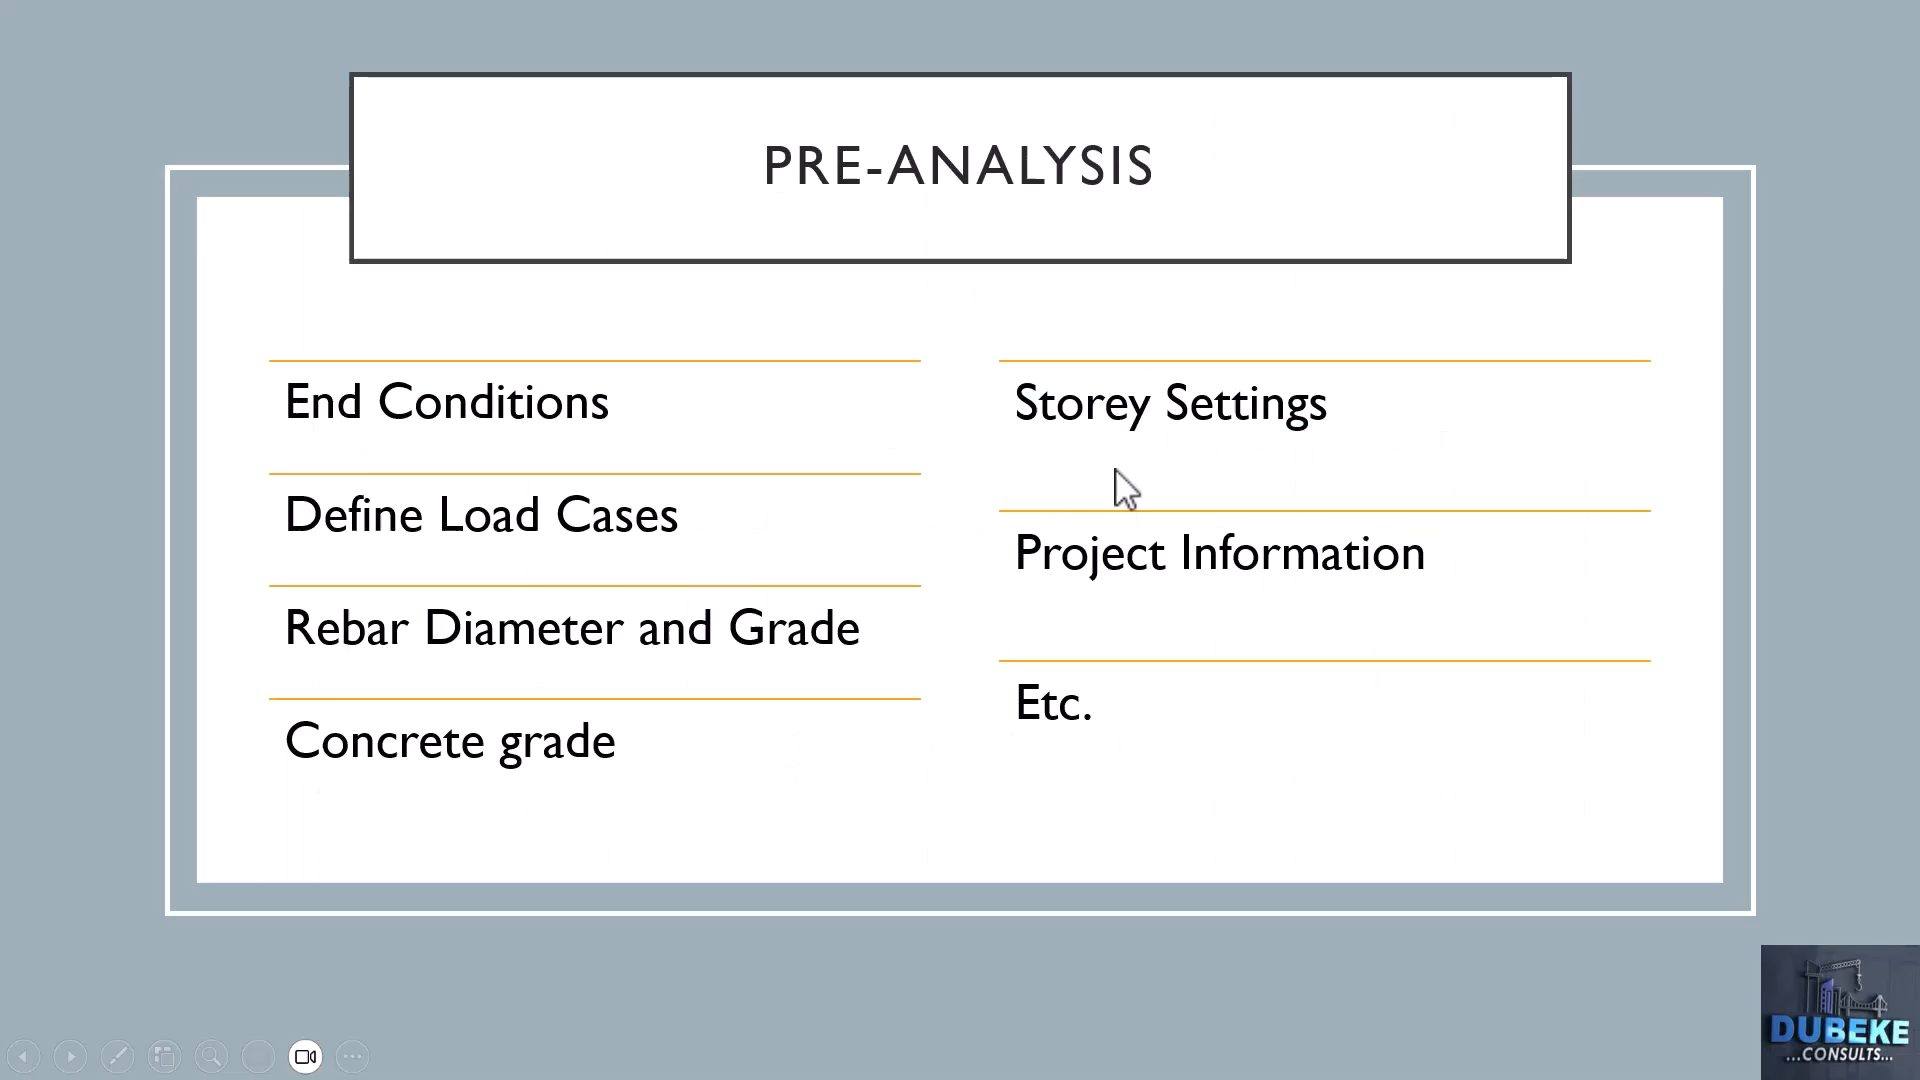 PRE-ANALYSIS
End Conditions
Define Load Cases
Rebar Diameter and Grade
Concrete grade
Storey Settings
Project Information
Etc.
DUBEKE
...CONSULTS...